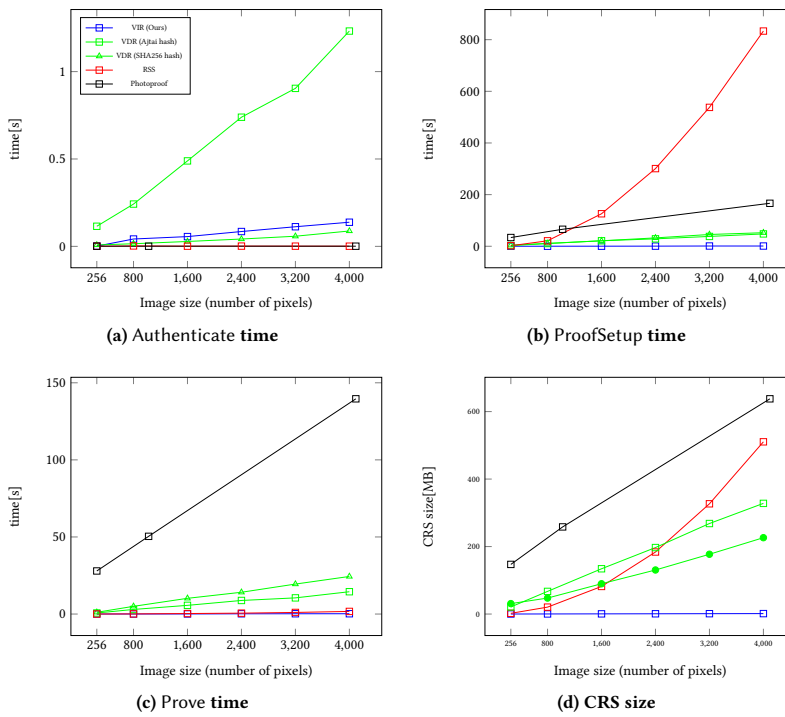 VIR (Ours)
VDR (Ajtai hash)
VDR (SHA256 hash)
RSS
Photoproof
1
0.5
0
time[s]
256 800 1,600 2,400 3,200 4,000
Image size (number of pixels)
(a) Authenticate time
800
600
400
200
0
time[s]
256 800 1,600 2,400 3,200 4,000
Image size (number of pixels)
(b) ProofSetup time
150
100
50
0
time[s]
256 800 1,600 2,400 3,200 4,000
Image size (number of pixels)
(c) Prove time
600
400
200
0
CRS size[MB]
256 800 1,600 2,400 3,200 4,000
Image size (number of pixels)
(d) CRS size